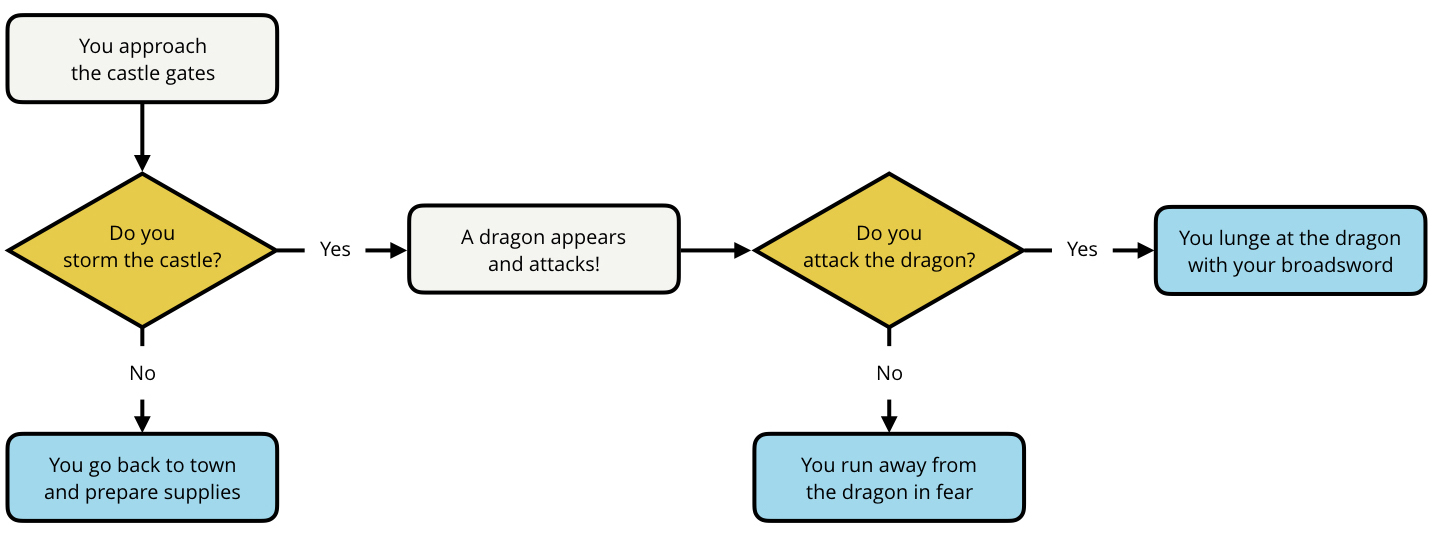 You approach
the castle gates
Do you
storm the castle?
Yes
A dragon appears
and attacks!
Do you
attack the dragon?
Yes
You lunge at the dragon
with your broadsword
No
No
You go back to town
and prepare supplies
You run away from
the dragon in fear